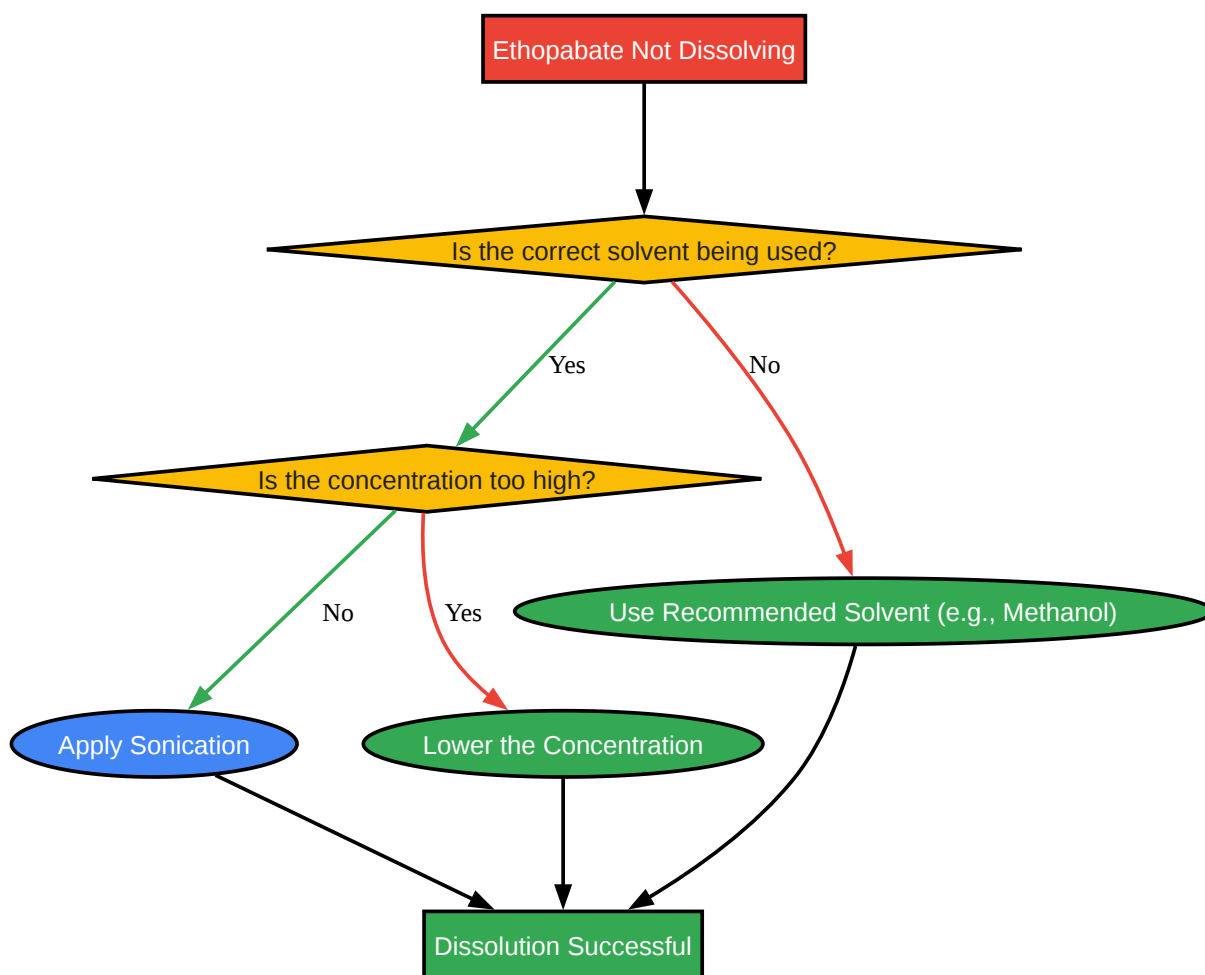 Ethopabate Not Dissolving
Is the correct solvent being used?
Yes
No
Is the concentration too high?
No
Yes
Use Recommended Solvent (e.g., Methanol)
Apply Sonication
Lower the Concentration
Dissolution Successful